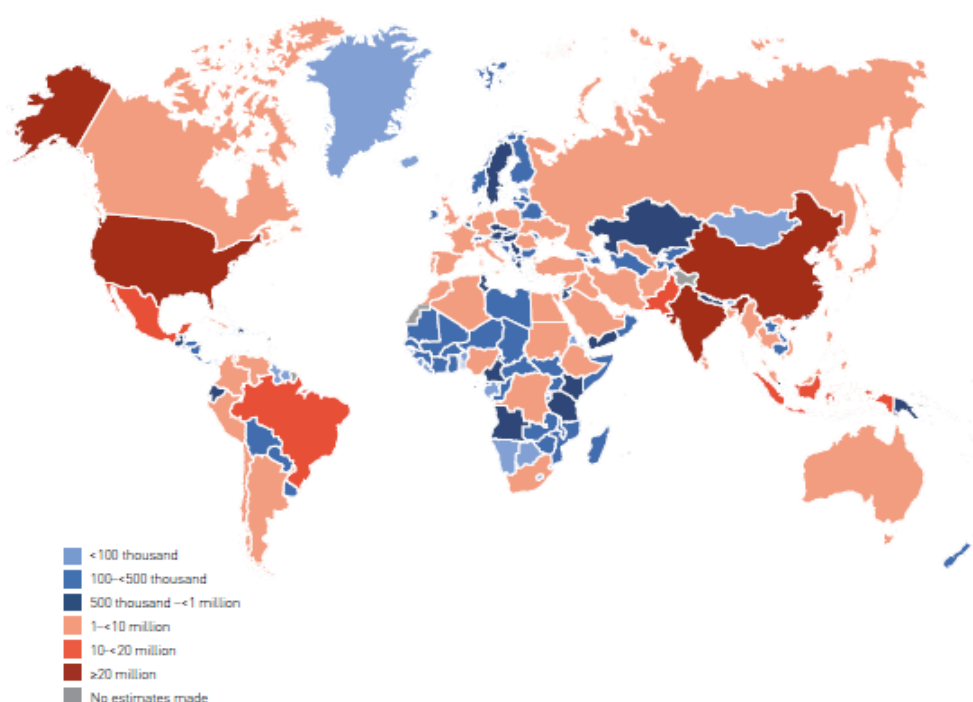 <100 thousand
100–<500 thousand
500 thousand –<1 million
1–<10 million
10-<20 million
≥20 million
No estimates made